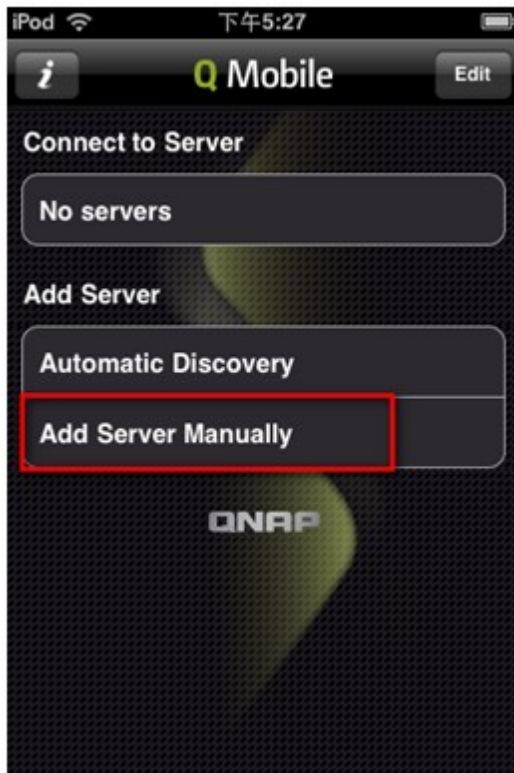 iPod 下午5:27
i Q Mobile Edit
Connect to Server
No servers
Add Server
Automatic Discovery
Add Server Manually
QNAP